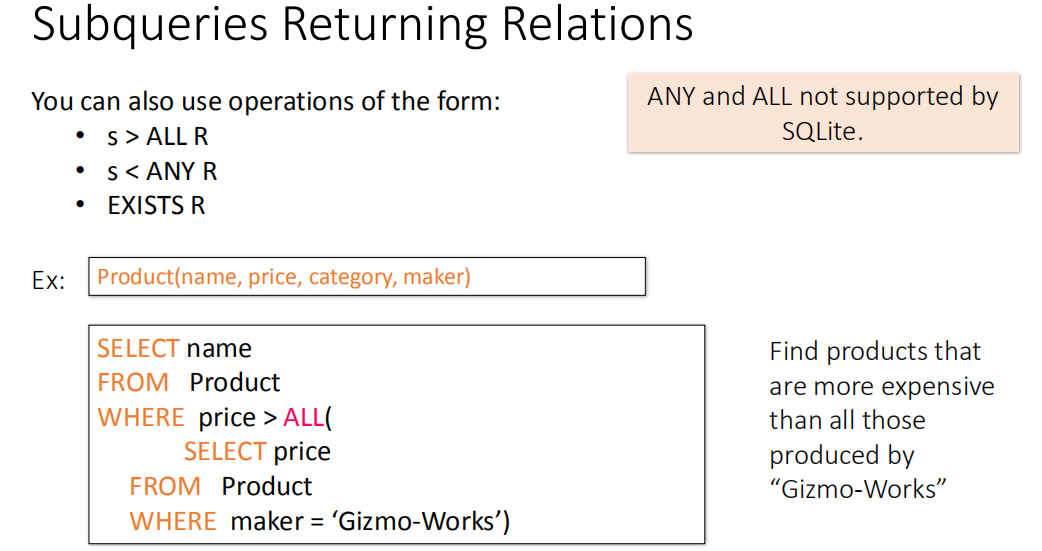 Subqueries Returning Relations
You can also use operations of the form:
• s > ALL R
• s < ANY R
• EXISTS R
ANY and ALL not supported by
SQLite.
Ex:
Product(name, price, category, maker)
SELECT name
FROM Product
WHERE price > ALL(
SELECT price
FROM Product
WHERE maker = ‘Gizmo-Works’)
Find products that
are more expensive
than all those
produced by
“Gizmo-Works”